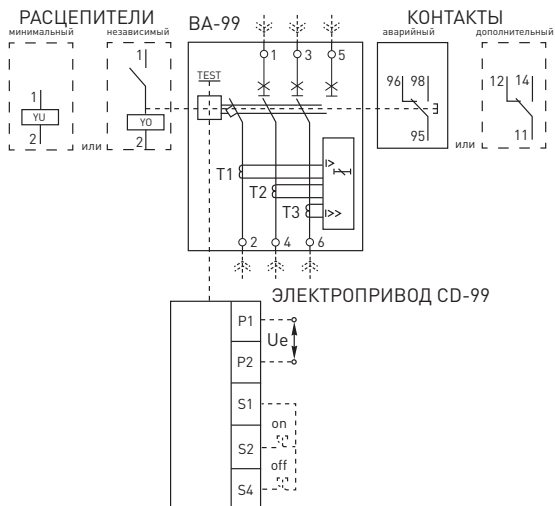 РАСЦЕПИТЕЛИ
минимальный
независимый
ВА-99
КОНТАКТЫ
аварийный
дополнительный
1
3
5
TEST
1
YU
2
или
1
YO
2
96
98
95
или
12
14
11
T1
T2
T3
I>
I>>
2
4
6
ЭЛЕКТРОПРИВОД CD-99
P1
Ue
P2
S1
on
S2
off
S4